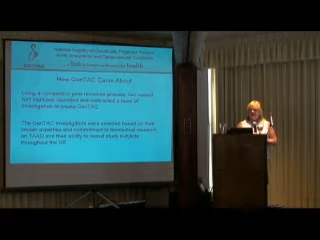 National Registry of Genetically Triggered Thoracic
Aortic Aneurysms and Cardiovascular Conditions
GenTAC
How GenTAC Came About
Using a competitive peer reviewed process, two
NIH Institutes identified and contracted a team of
investigators to create GenTAC
The GenTAC investigators were selected based on their
known expertise and commitment to biomedical research
on TAAD and their ability to recruit study subjects
throughout the US